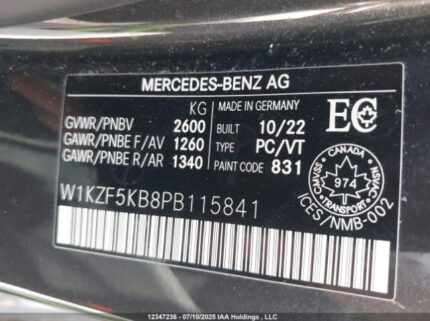 MERCEDES-BENZ AG
KG
MADE IN GERMANY
GVWR/PNBV 2600
BUILT 10/22
GAWR/PNBE F/AV 1260
TYPE PC/VT
GAWR/PNBE R/AR 1340
PAINT CODE 831
EC
W1KZF5KB8PB115841
CANADA
974
TRANSPORT
CMVSS
NSVAC
ICES/NMB-002
12347236 - 07/10/2025 IAA Holdings , LLC